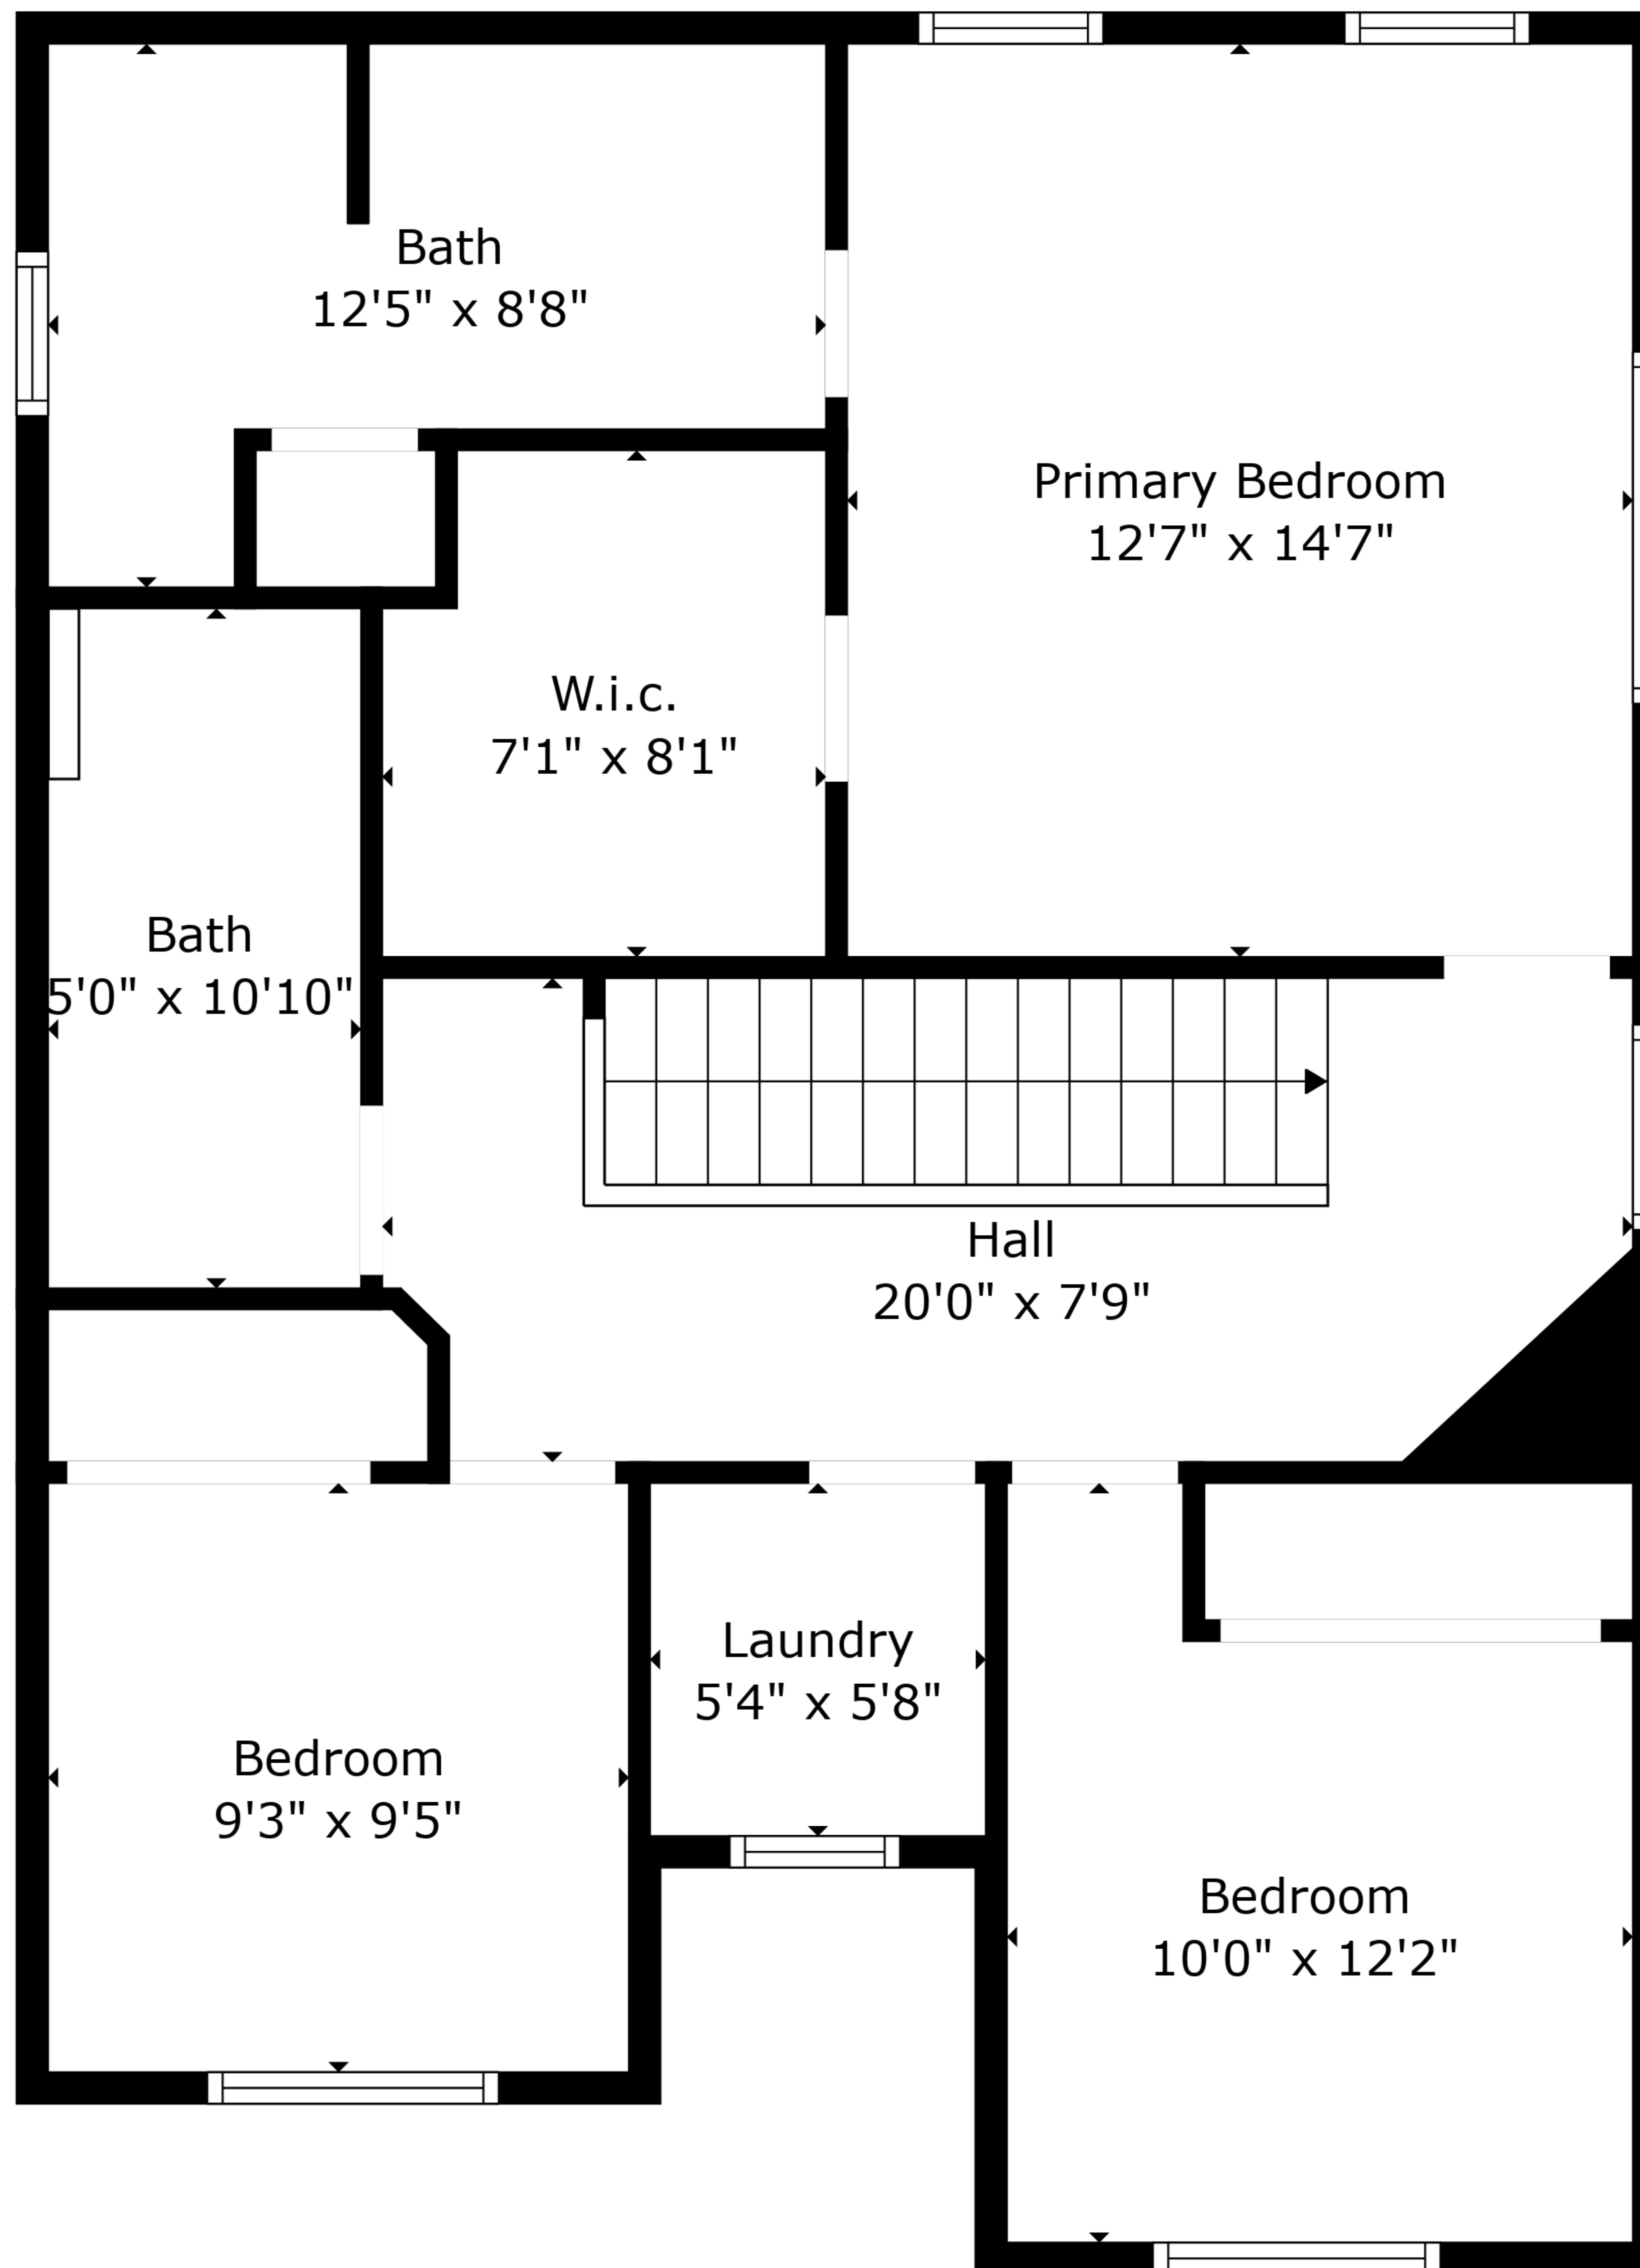 Bath
12'5" x 8'8"
Primary Bedroom
12'7" x 14'7"
W.i.c.
7'1" x 8'1"
Bath
5'0" x 10'10"
Hall
20'0" x 7'9"
Laundry
5'4" x 5'8"
Bedroom
9'3" x 9'5"
Bedroom
10'0" x 12'2"